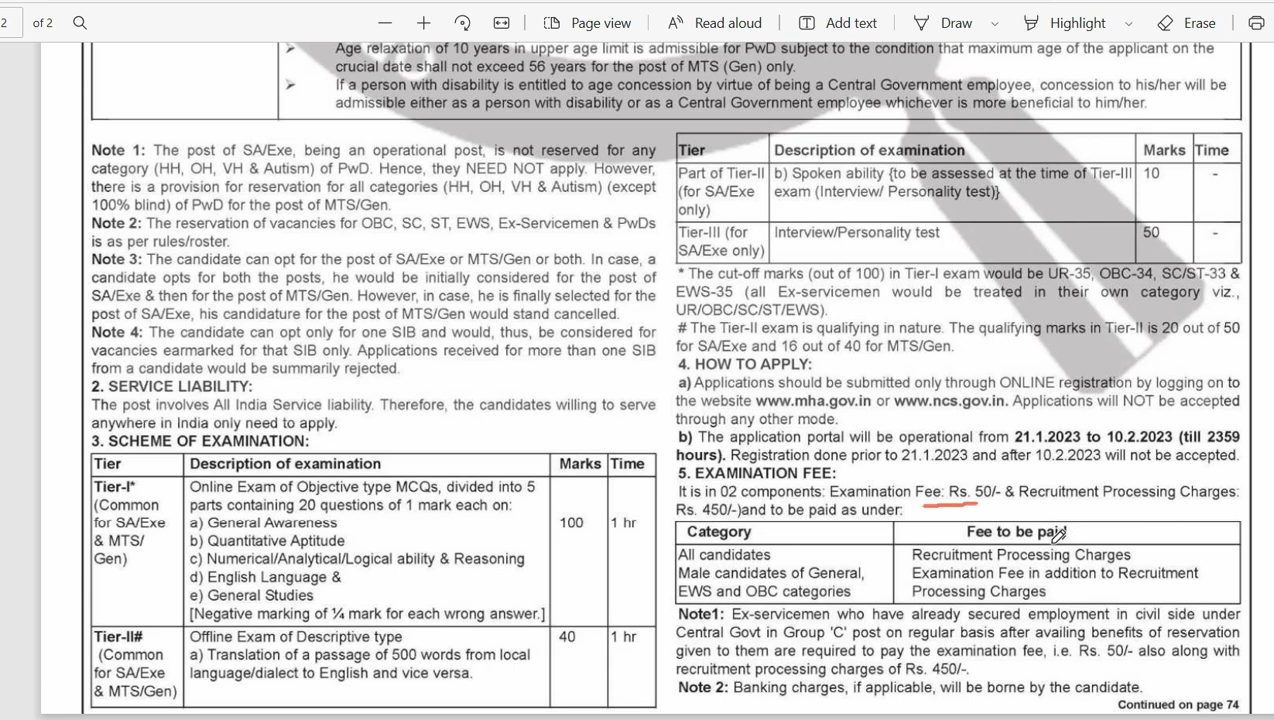 2 of 2 Page view Read aloud Add text Draw Highlight Erase
➤ Age relaxation of 10 years in upper age limit is admissible for PwD subject to the condition that maximum age of the applicant on the
crucial date shall not exceed 56 years for the post of MTS (Gen) only.
➤ If a person with disability is entitled to age concession by virtue of being a Central Government employee, concession to his/her will be
admissible either as a person with disability or as a Central Government employee whichever is more beneficial to him/her.
Note 1: The post of SA/Exe, being an operational post, is not reserved for any
category (HH, OH, VH & Autism) of PwD. Hence, they NEED NOT apply. However,
there is a provision for reservation for all categories (HH, OH, VH & Autism) (except
100% blind) of PwD for the post of MTS/Gen.
Note 2: The reservation of vacancies for OBC, SC, ST, EWS, Ex-Servicemen & PwDs
is as per rules/roster.
Note 3: The candidate can opt for the post of SA/Exe or MTS/Gen or both. In case, a
candidate opts for both the posts, he would be initially considered for the post of
SA/Exe & then for the post of MTS/Gen. However, in case, he is finally selected for the
post of SA/Exe, his candidature for the post of MTS/Gen would stand cancelled.
Note 4: The candidate can opt only for one SIB and would, thus, be considered for
vacancies earmarked for that SIB only. Applications received for more than one SIB
from a candidate would be summarily rejected.
2. SERVICE LIABILITY:
The post involves All India Service liability. Therefore, the candidates willing to serve
anywhere in India only need to apply.
3. SCHEME OF EXAMINATION:
Tier Description of examination Marks Time
Tier-I* Online Exam of Objective type MCQs, divided into 5
(Common parts containing 20 questions of 1 mark each on:
for SA/Exe a) General Awareness 100 1 hr
& MTS/ b) Quantitative Aptitude
Gen) c) Numerical/Analytical/Logical ability & Reasoning
d) English Language &
e) General Studies
[Negative marking of ¼ mark for each wrong answer.]
Tier-II# Offline Exam of Descriptive type 40 1 hr
(Common a) Translation of a passage of 500 words from local
for SA/Exe language/dialect to English and vice versa.
& MTS/Gen)
Tier Description of examination Marks Time
Part of Tier-II b) Spoken ability {to be assessed at the time of Tier-III 10 -
(for SA/Exe exam (Interview/ Personality test)}
only)
Tier-III (for Interview/Personality test 50 -
SA/Exe only)
* The cut-off marks (out of 100) in Tier-I exam would be UR-35, OBC-34, SC/ST-33 &
EWS-35 (all Ex-servicemen would be treated in their own category viz.,
UR/OBC/SC/ST/EWS).
# The Tier-II exam is qualifying in nature. The qualifying marks in Tier-II is 20 out of 50
for SA/Exe and 16 out of 40 for MTS/Gen.
4. HOW TO APPLY:
a) Applications should be submitted only through ONLINE registration by logging on to
the website www.mha.gov.in or www.ncs.gov.in. Applications will NOT be accepted
through any other mode.
b) The application portal will be operational from 21.1.2023 to 10.2.2023 (till 2359
hours). Registration done prior to 21.1.2023 and after 10.2.2023 will not be accepted.
5. EXAMINATION FEE:
It is in 02 components: Examination Fee: Rs. 50/- & Recruitment Processing Charges:
Rs. 450/-)and to be paid as under:
Category Fee to be paid
All candidates Recruitment Processing Charges
Male candidates of General, Examination Fee in addition to Recruitment
EWS and OBC categories Processing Charges
Note1: Ex-servicemen who have already secured employment in civil side under
Central Govt in Group 'C' post on regular basis after availing benefits of reservation
given to them are required to pay the examination fee, i.e. Rs. 50/- also along with
recruitment processing charges of Rs. 450/-.
Note 2: Banking charges, if applicable, will be borne by the candidate.
Continued on page 74